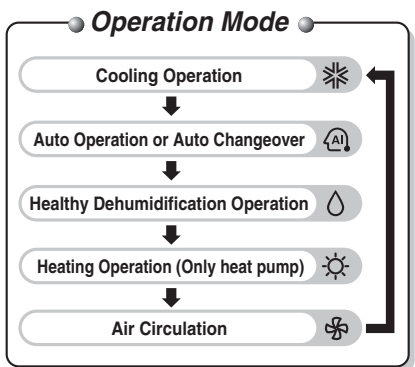 Operation Mode
Cooling Operation
Auto Operation or Auto Changeover
AI
Healthy Dehumidification Operation
Heating Operation (Only heat pump)
Air Circulation